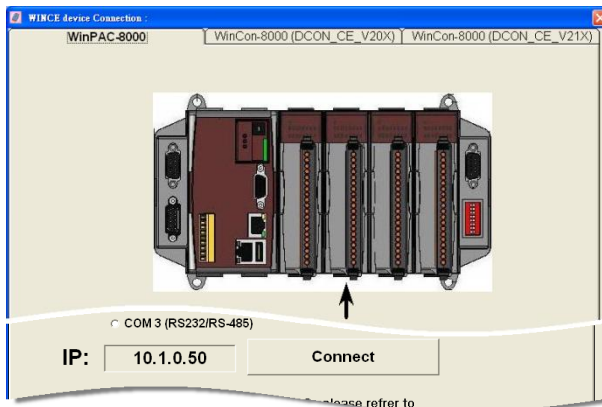 WINCE device Connection :
WinPAC-8000
WinCon-8000 (DCON_CE_V20X)
WinCon-8000 (DCON_CE_V21X)
COM 3 (RS232/RS-485)
IP:
10.1.0.50
Connect
please refrer to